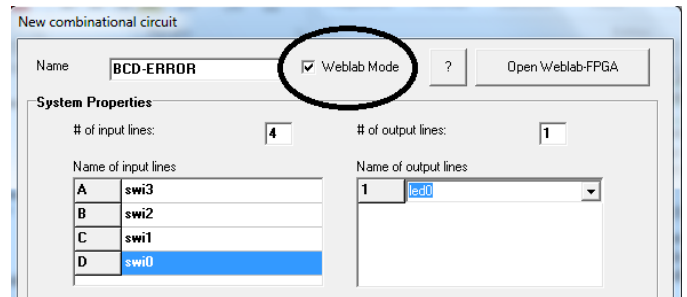 New combinational circuit
Name BCD-ERROR Weblab Mode ? Open Weblab-FPGA
System Properties
# of input lines: 4 # of output lines: 1
Name of input lines Name of output lines
A swi3 1 led0
B swi2
C swi1
D swi0